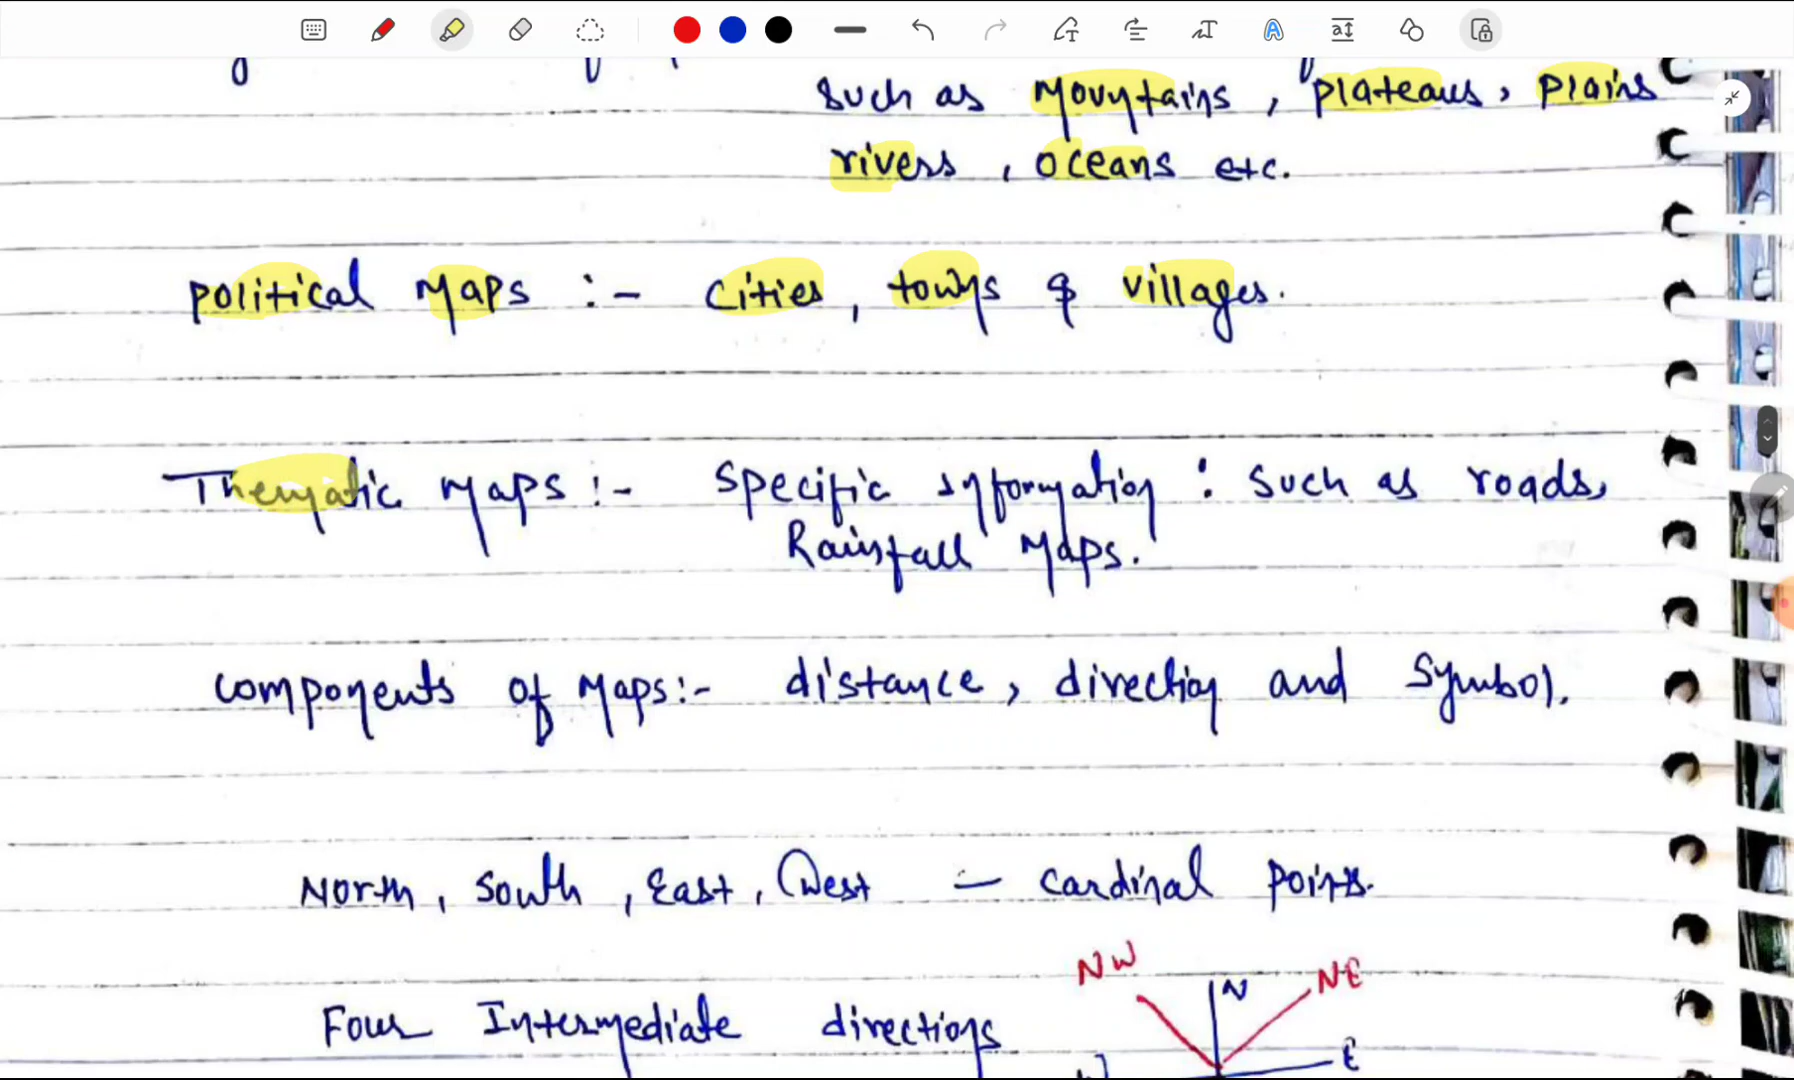 such as Mountains, plateaus, plains
rivers, oceans etc.
political Maps :- cities, towns & villages.
Thematic Maps :- specific information : such as roads,
Rainfall Maps.
components of Maps:- distance, direction and symbol.
North, South, East, West - cardinal points.
NW N NE
Four Intermediate directions
E